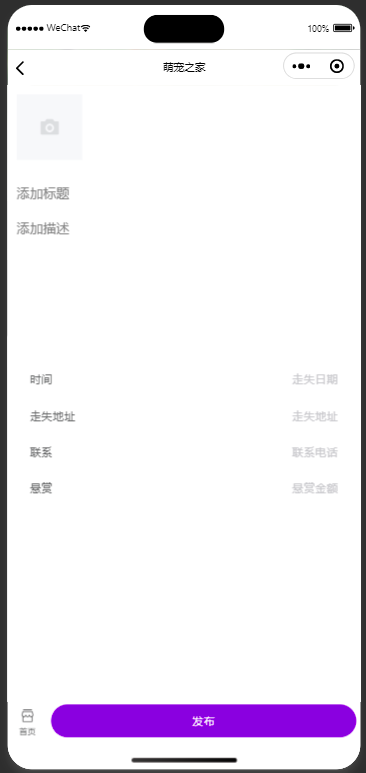 WeChat 100%
萌宠之家
添加标题
添加描述
时间 走失日期
走失地址 走失地址
联系 联系电话
悬赏 悬赏金额
首页 发布